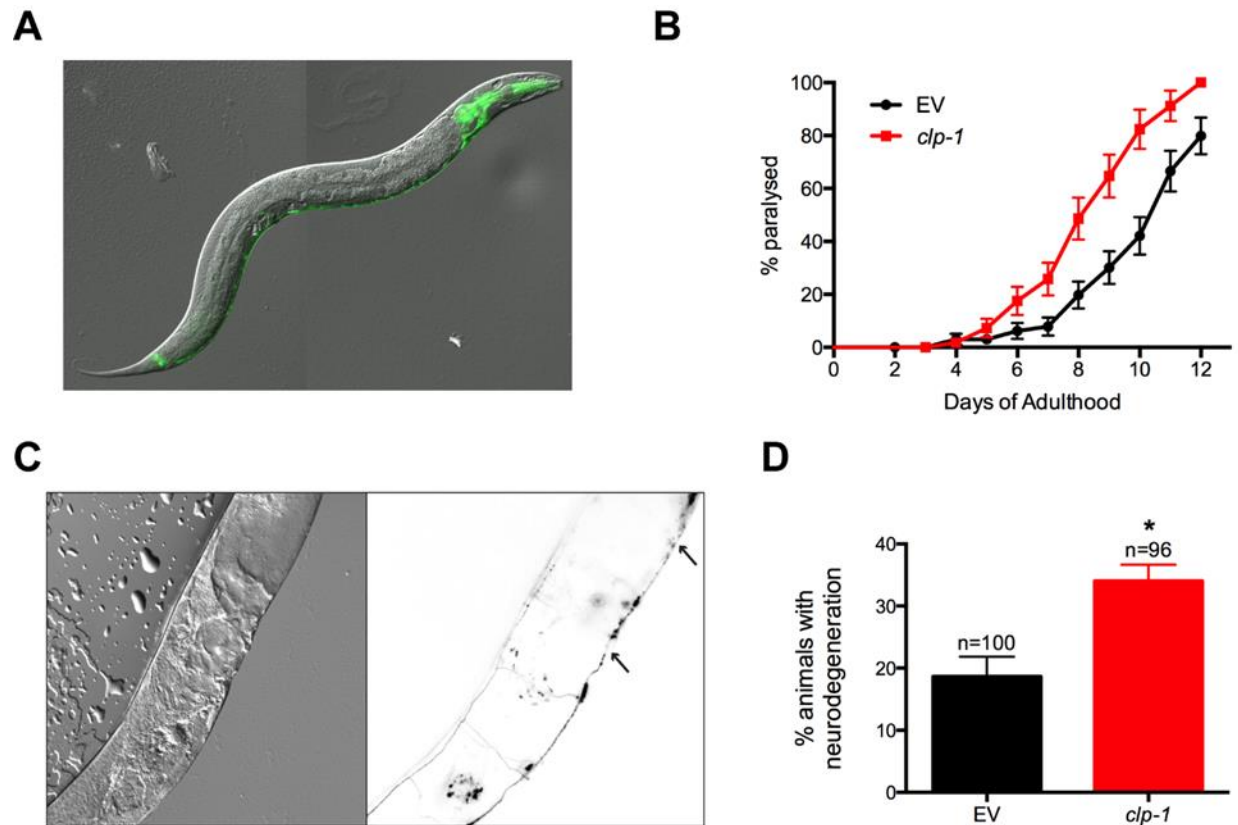 A
B
100
80
60
40
20
0
% paralysed
EV
clp-1
0 2 4 6 8 10 12
Days of Adulthood
C
D
40
30
20
10
0
% animals with
neurodegeneration
n=100
*
n=96
EV clp-1